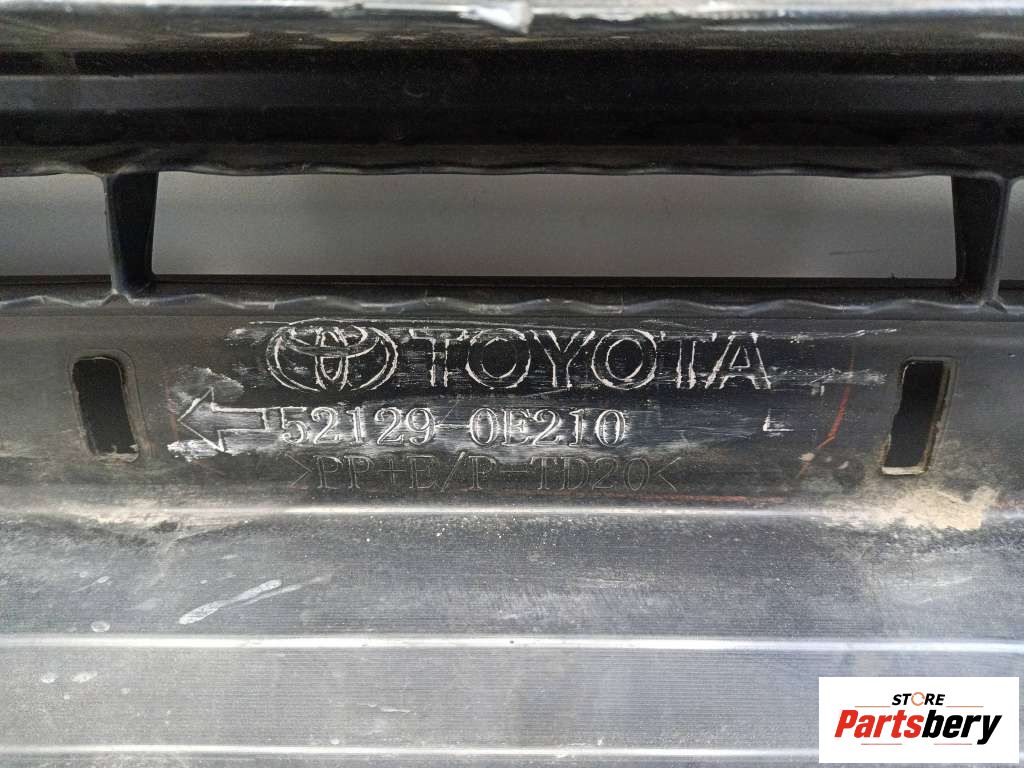 TOYOTA
52129-0E210 L
>PP+E/P-TD20<
STORE
Partsbery